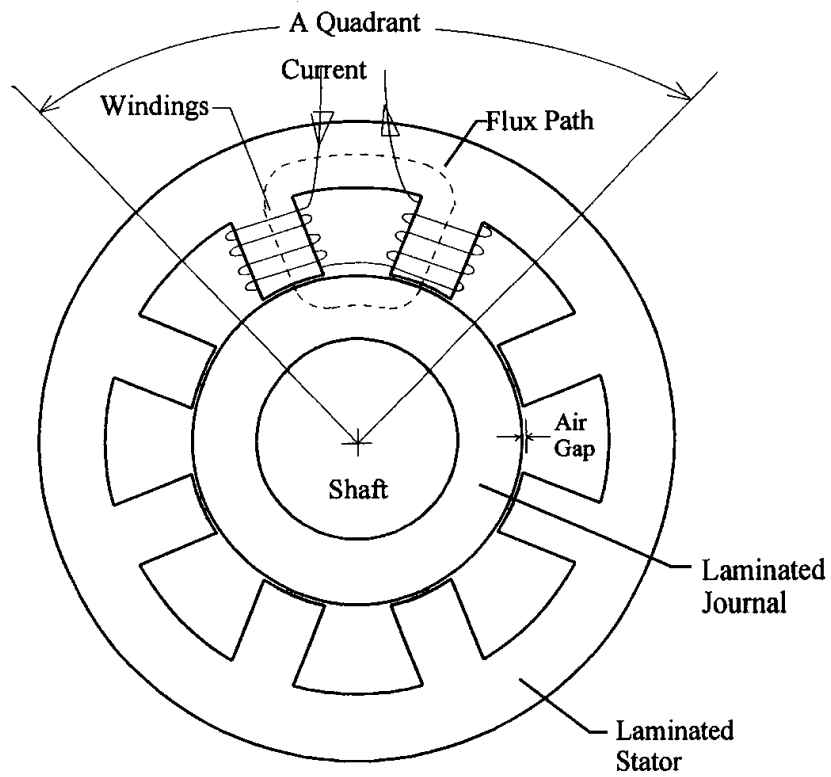 A Quadrant
Current
Windings
Flux Path
Air
Gap
Shaft
Laminated
Journal
Laminated
Stator